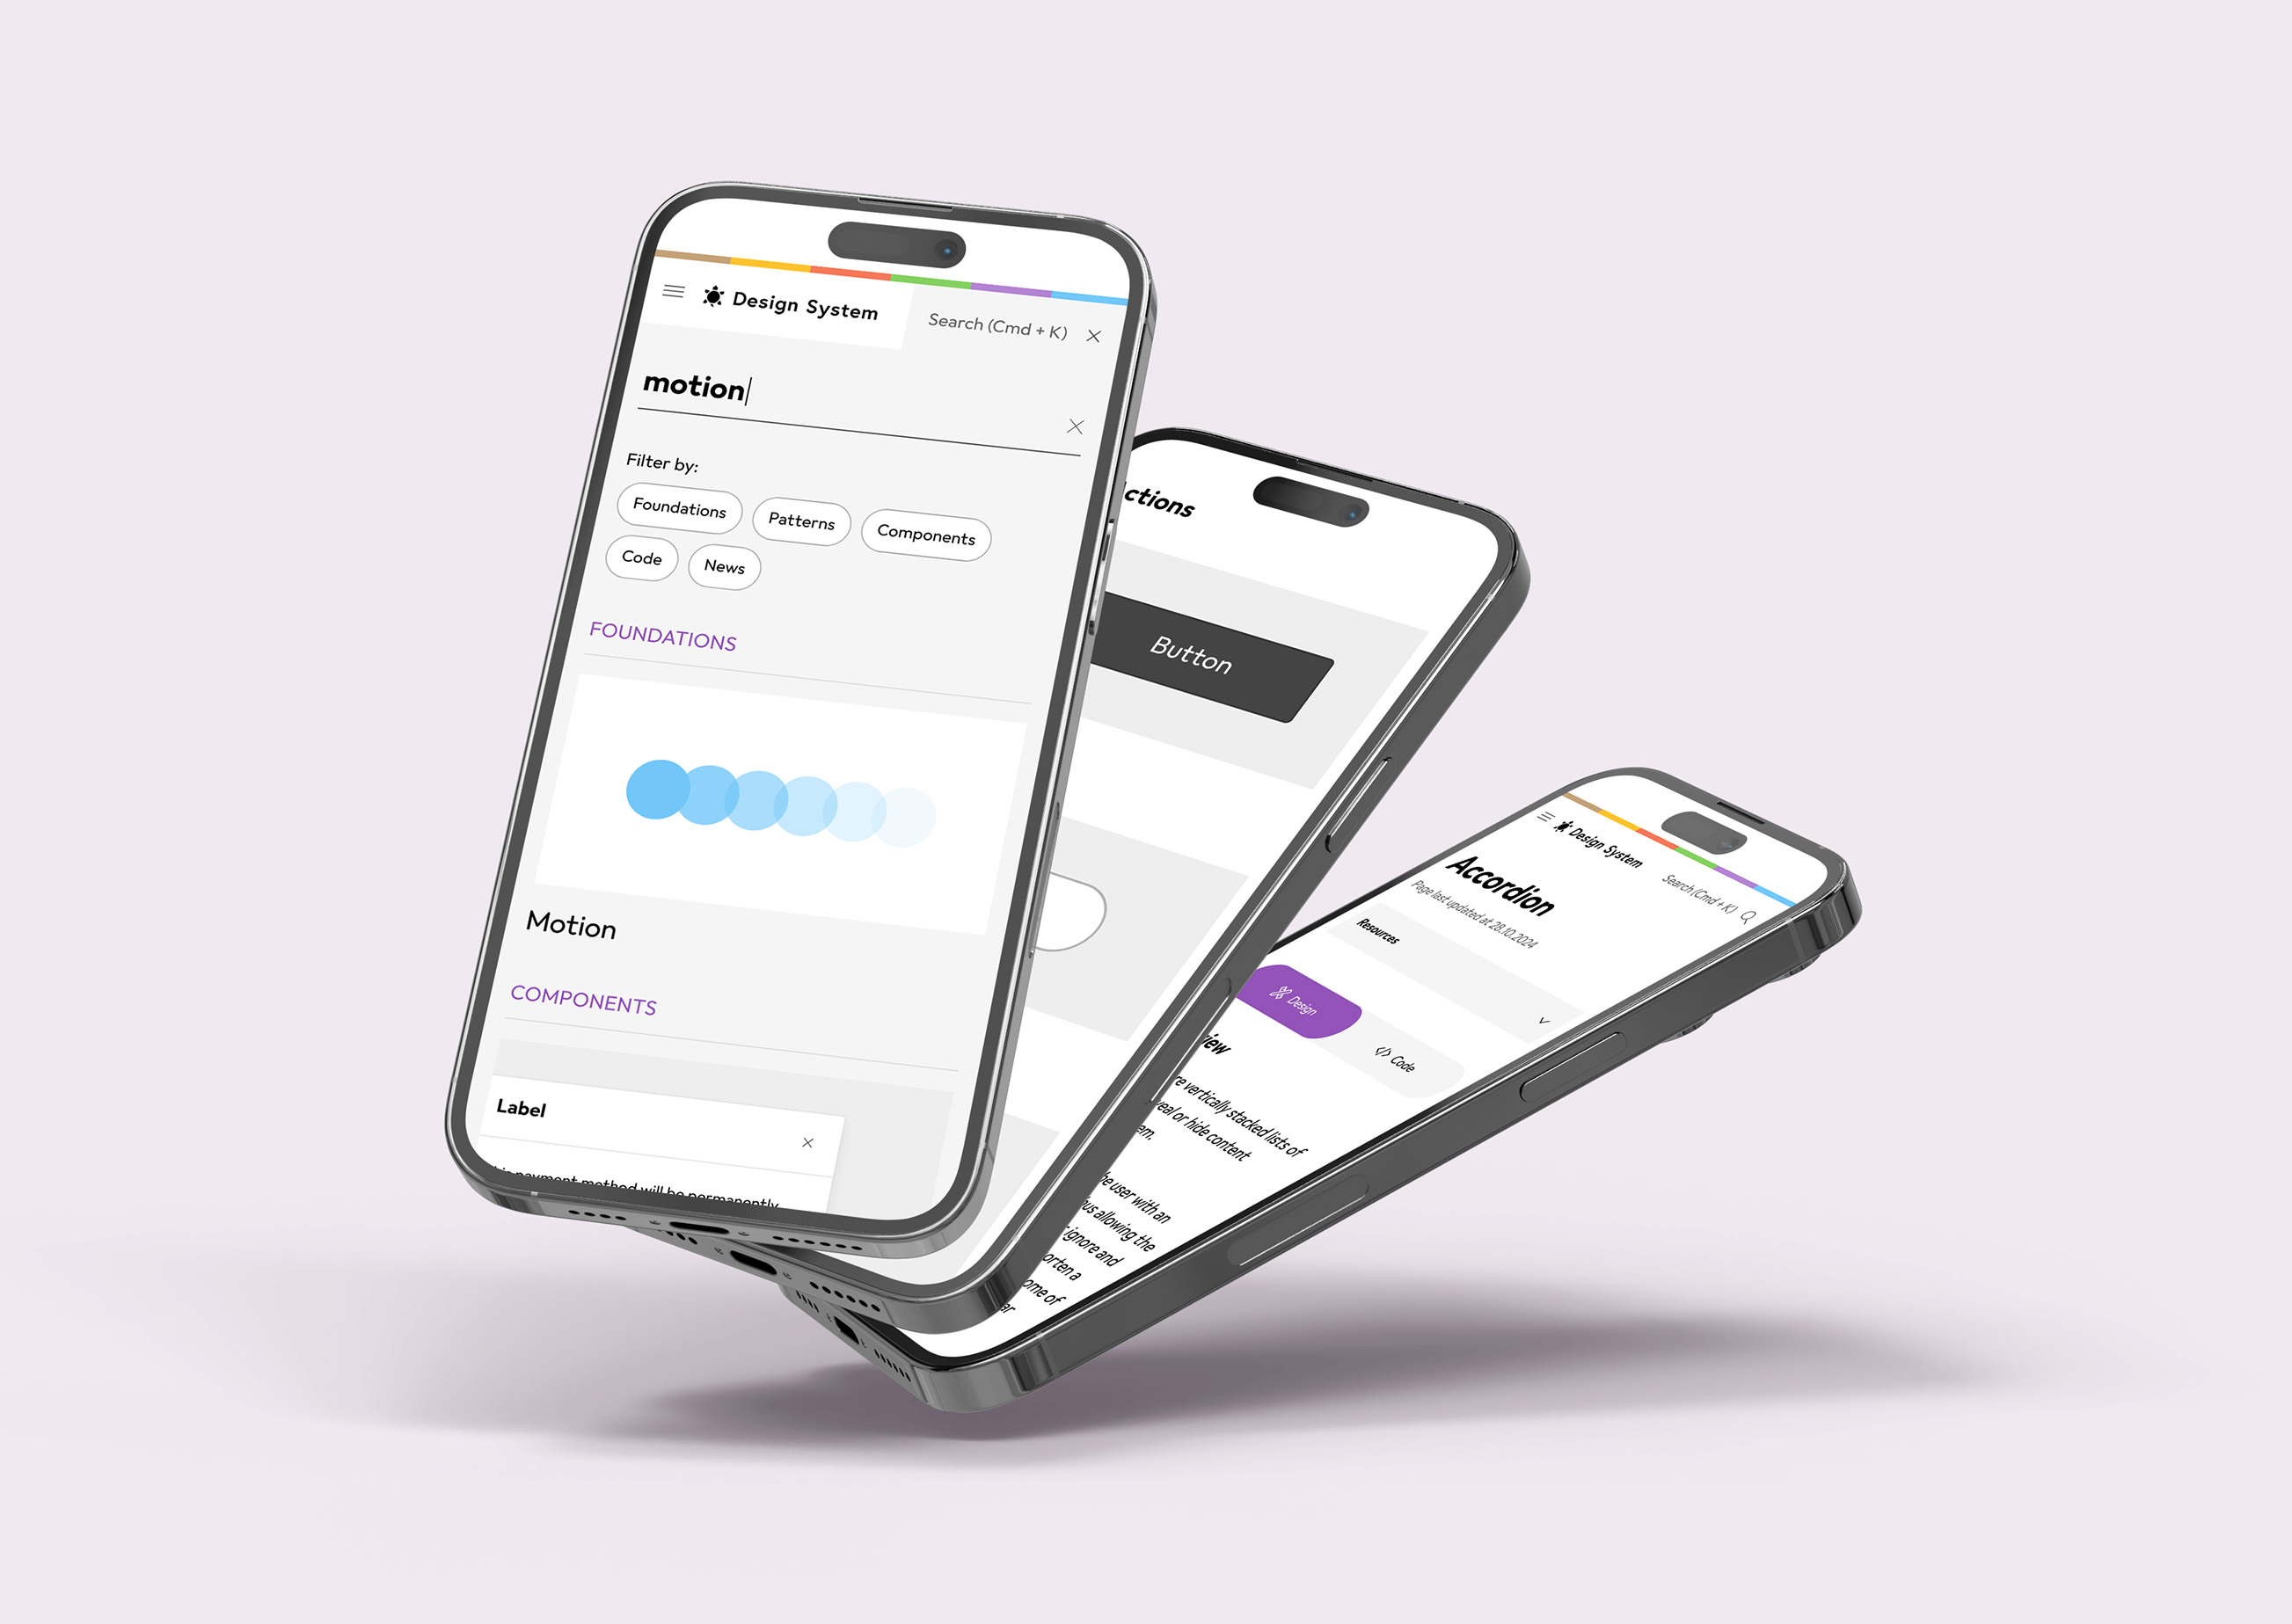 Design System
Search (Cmd + K)
motion
Filter by:
Foundations
Patterns
Components
Code
News
FOUNDATIONS
Motion
COMPONENTS
Label
payment method will be permanently
ctions
Button
Design System
Search (Cmd + K)
Accordion
Page last updated at 28.10.2024
Resources
Design
</> Code
view
re vertically stacked lists of
veal or hide content
em.
he user with an
us allowing the
ignore and
orten a
ome of
ar